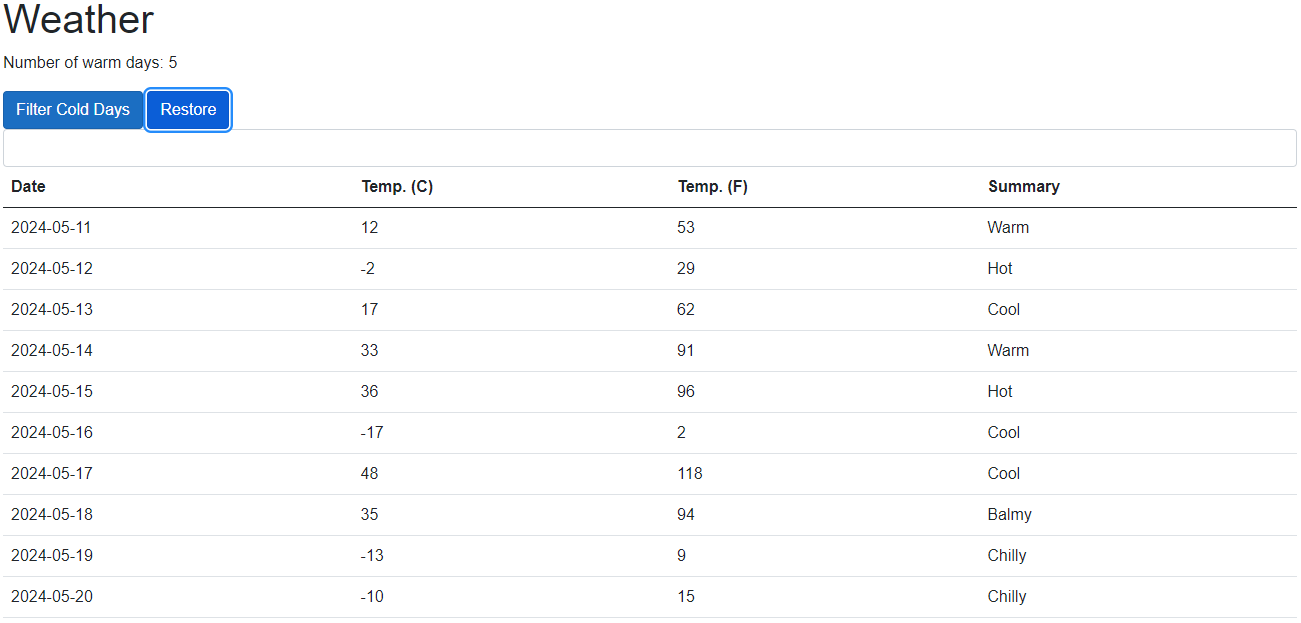 Weather
Number of warm days: 5
Filter Cold Days Restore
Date Temp. (C) Temp. (F) Summary
2024-05-11 12 53 Warm
2024-05-12 -2 29 Hot
2024-05-13 17 62 Cool
2024-05-14 33 91 Warm
2024-05-15 36 96 Hot
2024-05-16 -17 2 Cool
2024-05-17 48 118 Cool
2024-05-18 35 94 Balmy
2024-05-19 -13 9 Chilly
2024-05-20 -10 15 Chilly